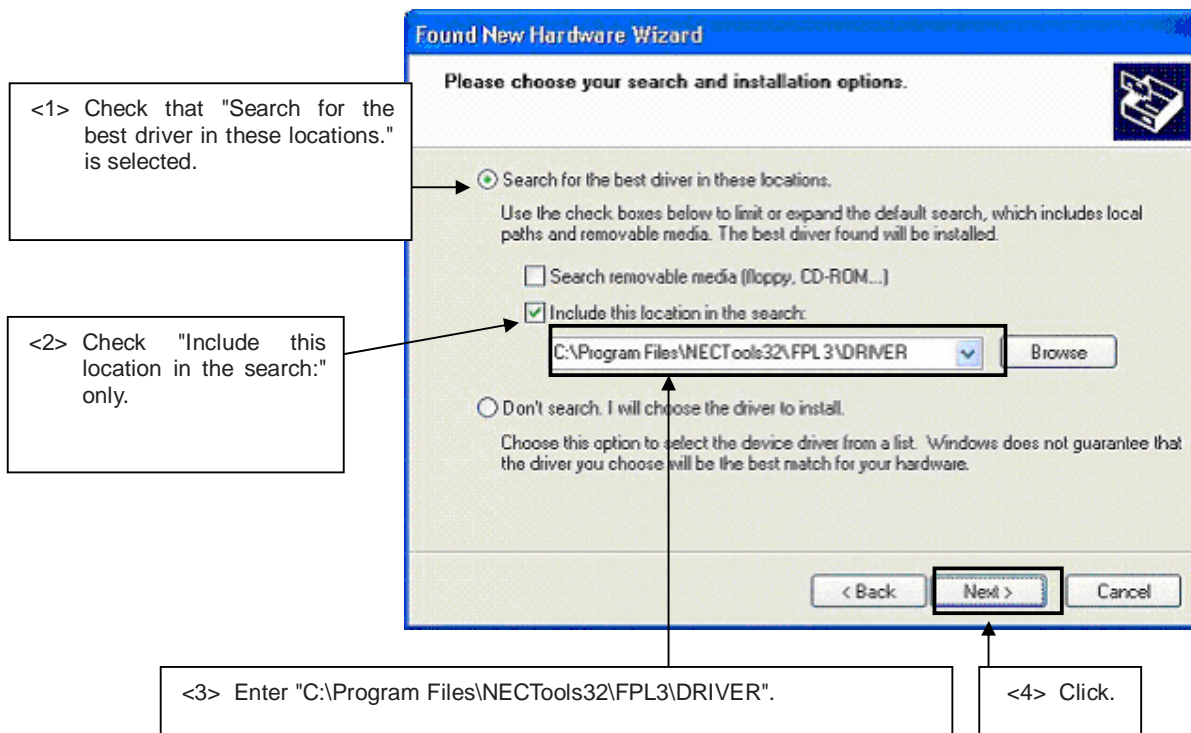 Found New Hardware Wizard
Please choose your search and installation options.
<1> Check that "Search for the
best driver in these locations."
is selected.
Search for the best driver in these locations.
Use the check boxes below to limit or expand the default search, which includes local
paths and removable media. The best driver found will be installed.
Search removable media (floppy, CD-ROM...)
Include this location in the search:
<2> Check "Include this
location in the search:"
only.
C:\Program Files\NECTools32\FPL3\DRIVER
Browse
Don't search. I will choose the driver to install.
Choose this option to select the device driver from a list. Windows does not guarantee that
the driver you choose will be the best match for your hardware.
< Back
Next >
Cancel
<3> Enter "C:\Program Files\NECTools32\FPL3\DRIVER".
<4> Click.